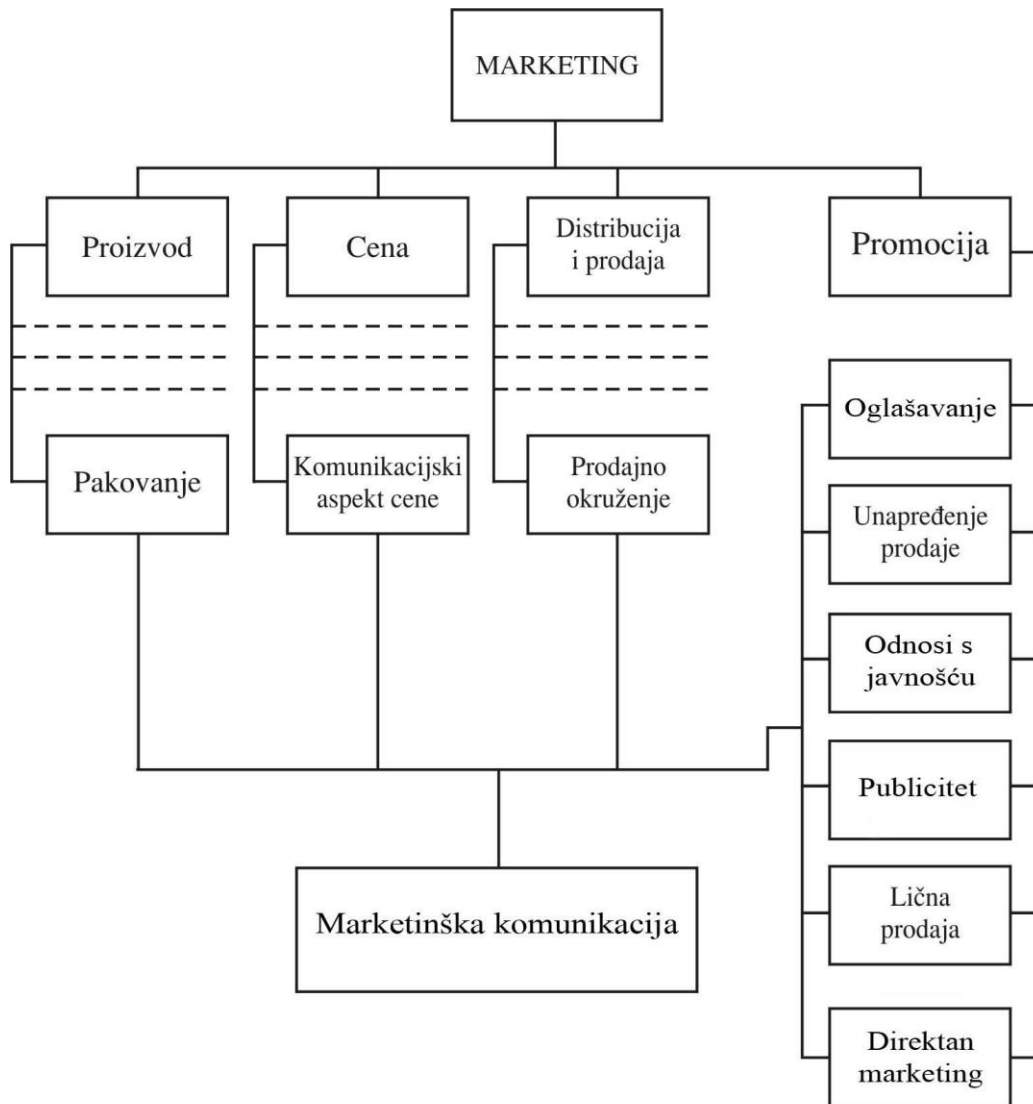 MARKETING
Proizvod
Cena
Distribucija
i prodaja
Promocija
Pakovanje
Komunikacijski
aspekt cene
Prodajno
okruženje
Oglašavanje
Unapređenje
prodaje
Odnosi s
javnošću
Publicitet
Lična
prodaja
Direktan
marketing
Marketinška komunikacija